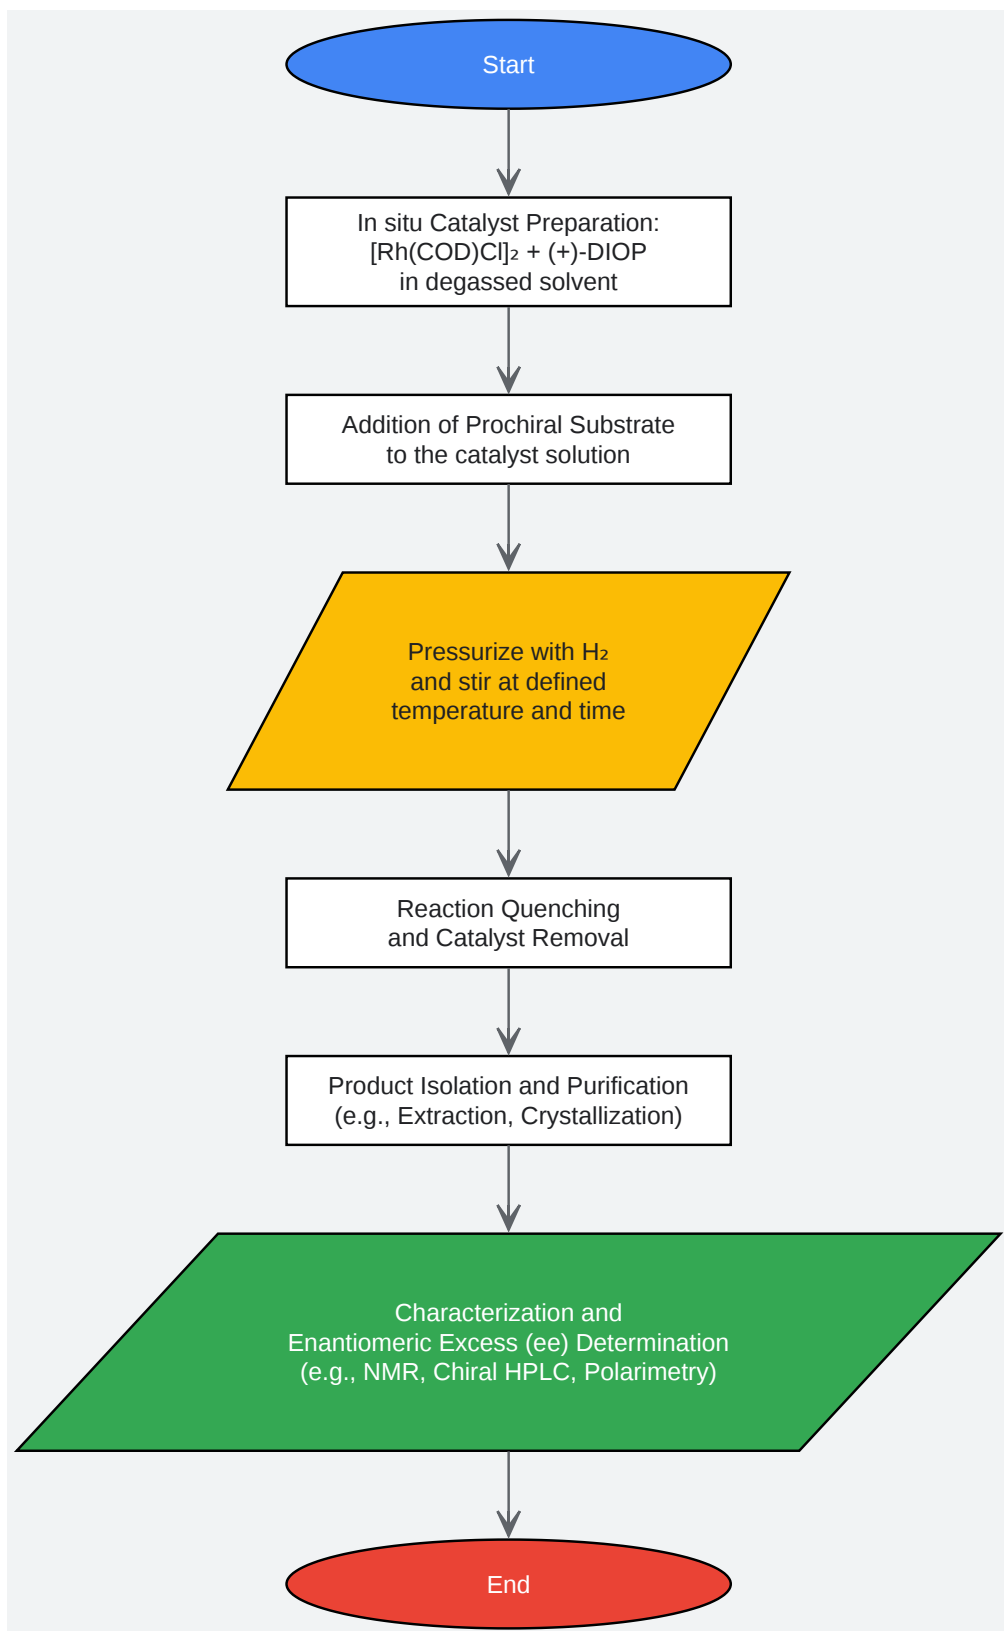 Start
In situ Catalyst Preparation:
[Rh(COD)Cl]₂ + (+)-DIOP
in degassed solvent
Addition of Prochiral Substrate
to the catalyst solution
Pressurize with H₂
and stir at defined
temperature and time
Reaction Quenching
and Catalyst Removal
Product Isolation and Purification
(e.g., Extraction, Crystallization)
Characterization and
Enantiomeric Excess (ee) Determination
(e.g., NMR, Chiral HPLC, Polarimetry)
End